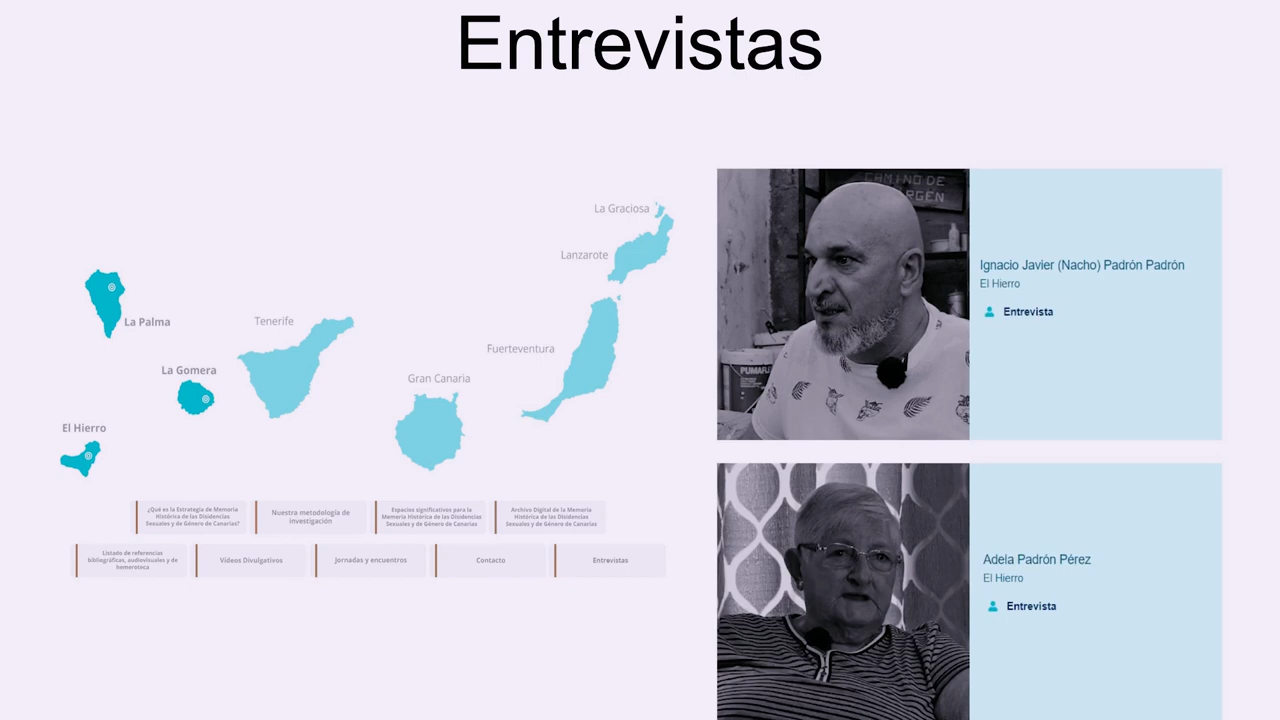 Entrevistas
La Graciosa
Lanzarote
La Palma
Tenerife
Fuerteventura
La Gomera
Gran Canaria
El Hierro
¿Qué es la Estrategia de Memoria
Histórica de las Disidencias
Sexuales y de Género de Canarias?
Nuestra metodología de
investigación
Espacios significativos para la
Memoria Histórica de las Disidencias
Sexuales y de Género de Canarias
Archivo Digital de la Memoria
Histórica de las Disidencias
Sexuales y de Género de Canarias
Listado de referencias
bibliográficas, audiovisuales y de
hemeroteca
Vídeos Divulgativos
Jornadas y encuentros
Contacto
Entrevistas
CAMINO DE
PUMAFL
Ignacio Javier (Nacho) Padrón Padrón
El Hierro
Entrevista
Adela Padrón Pérez
El Hierro
Entrevista